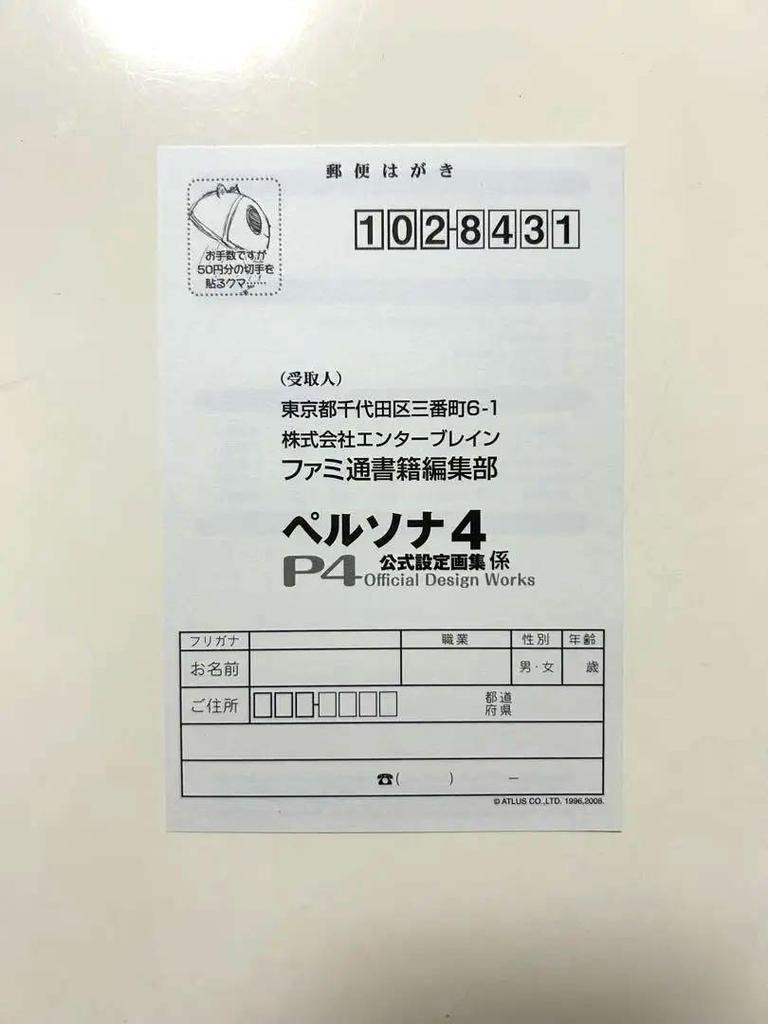 郵便はがき
お手数ですが
50円分の切手を
貼るクマ……
102-8431
(受取人)
東京都千代田区三番町6-1
株式会社エンターブレイン
ファミ通書籍編集部
ペルソナ4
P4 公式設定画集 係
Official Design Works
フリガナ 職業 性別 年齢
お名前 男・女 歳
ご住所 都道
府県
☎( ) −
© ATLUS CO.,LTD. 1996,2008.